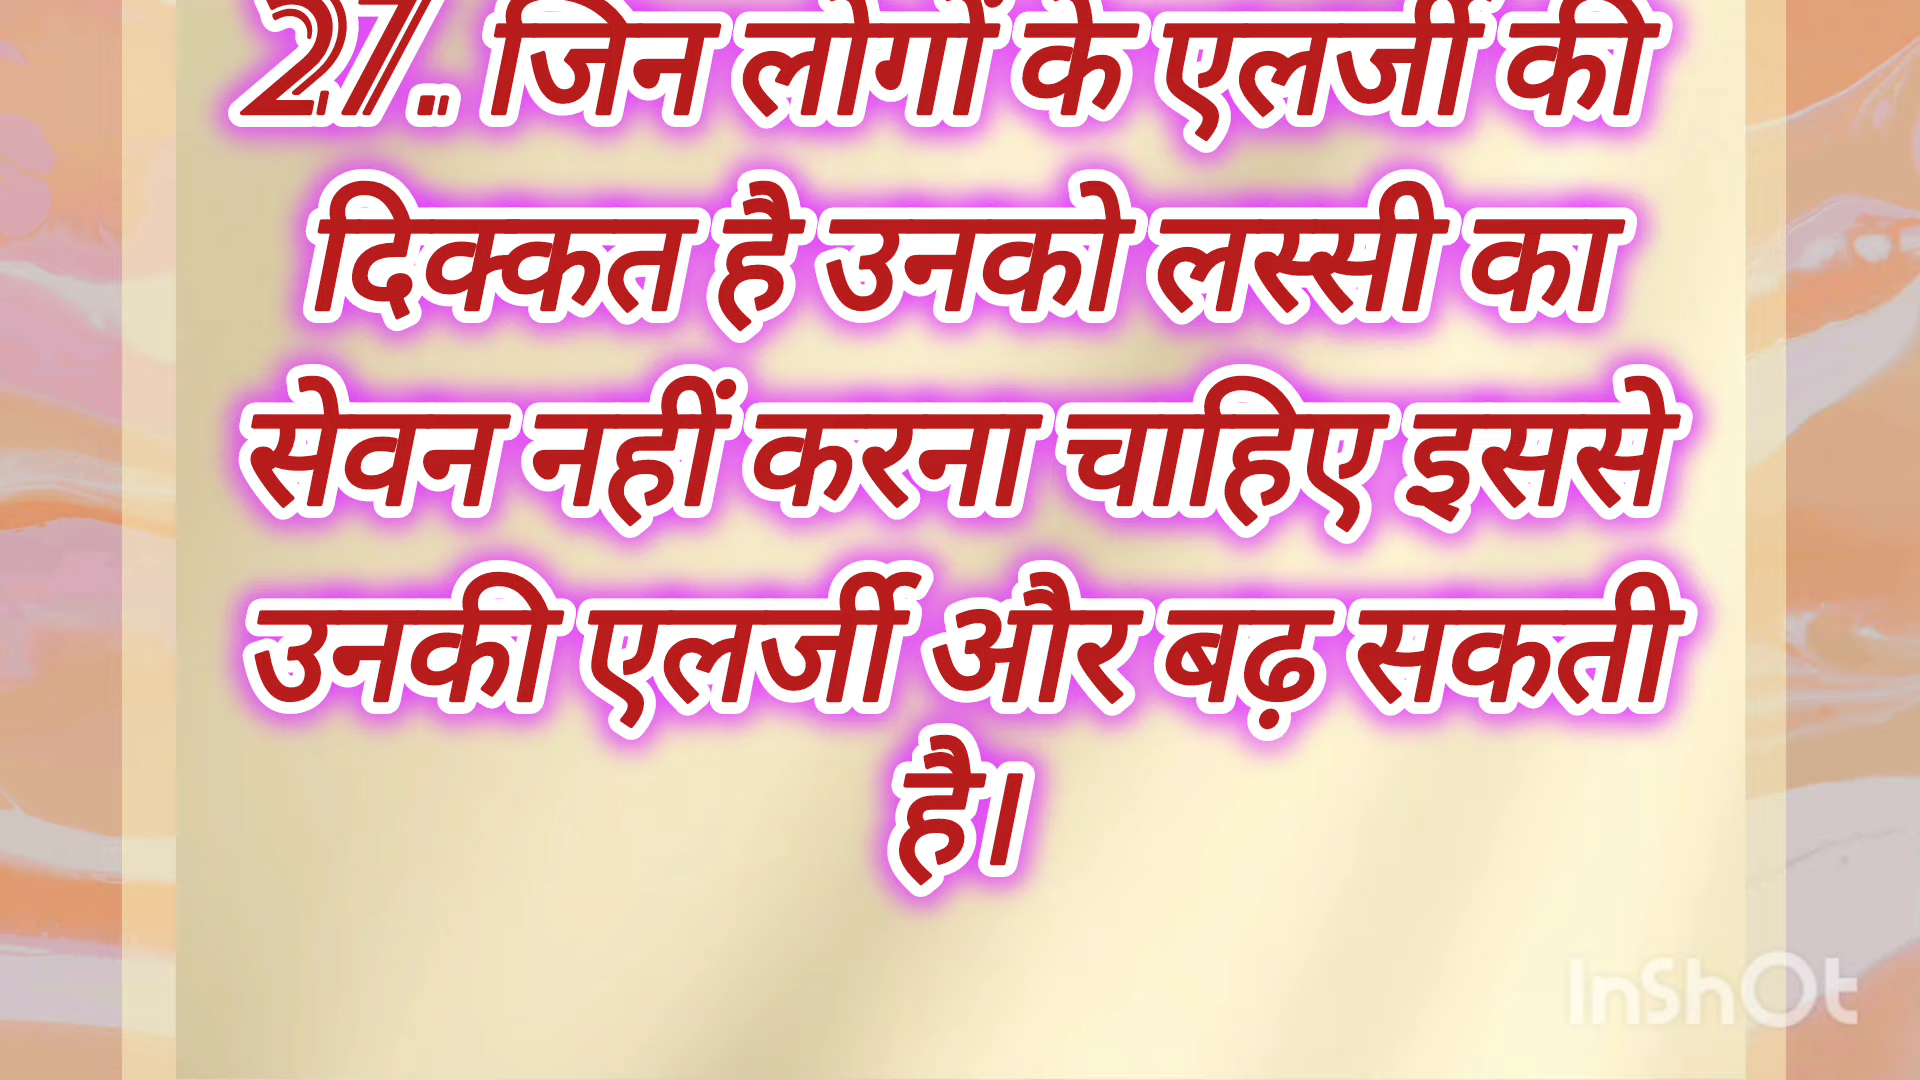 27.. जिन लोगों के एलर्जी की
दिक्कत है उनको लस्सी का
सेवन नहीं करना चाहिए इससे
उनकी एलर्जी और बढ़ सकती
है।
InShOt